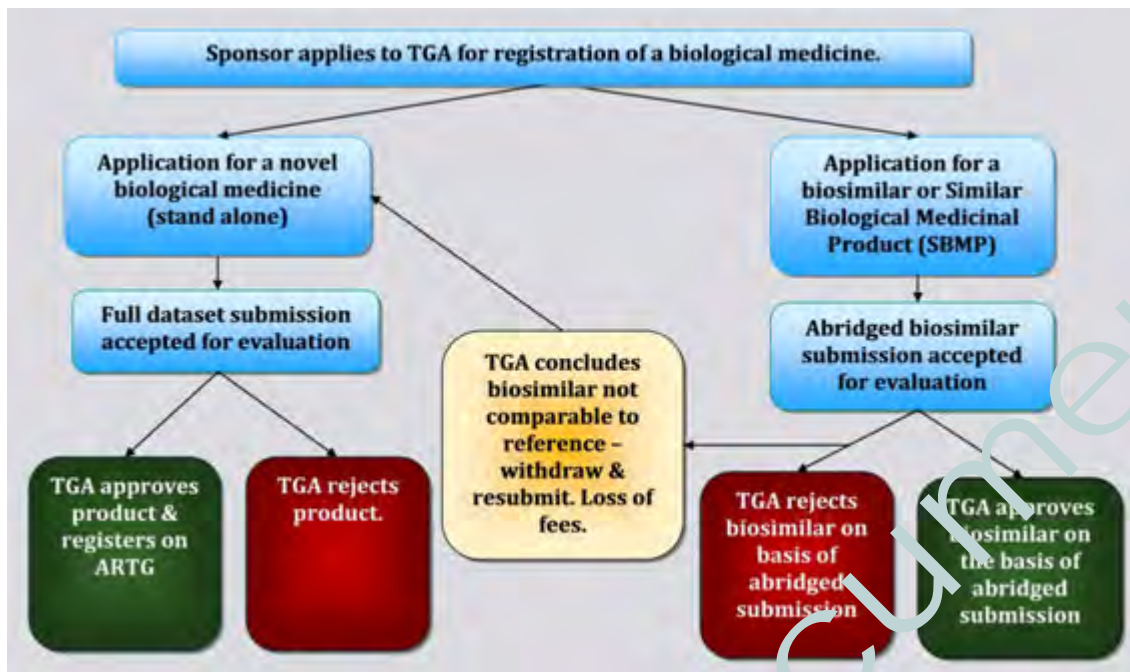 Sponsor applies to TGA for registration of a biological medicine.
Application for a novel
biological medicine
(stand alone)
Application for a
biosimilar or Similar
Biological Medicinal
Product (SBMP)
Full dataset submission
accepted for evaluation
Abridged biosimilar
submission accepted
for evaluation
TGA concludes
biosimilar not
comparable to
reference –
withdraw &
resubmit. Loss of
fees.
TGA approves
product &
registers on
ARTG
TGA rejects
product.
TGA rejects
biosimilar on
basis of
abridged
submission
TGA approves
biosimilar on
the basis of
abridged
submission
cume